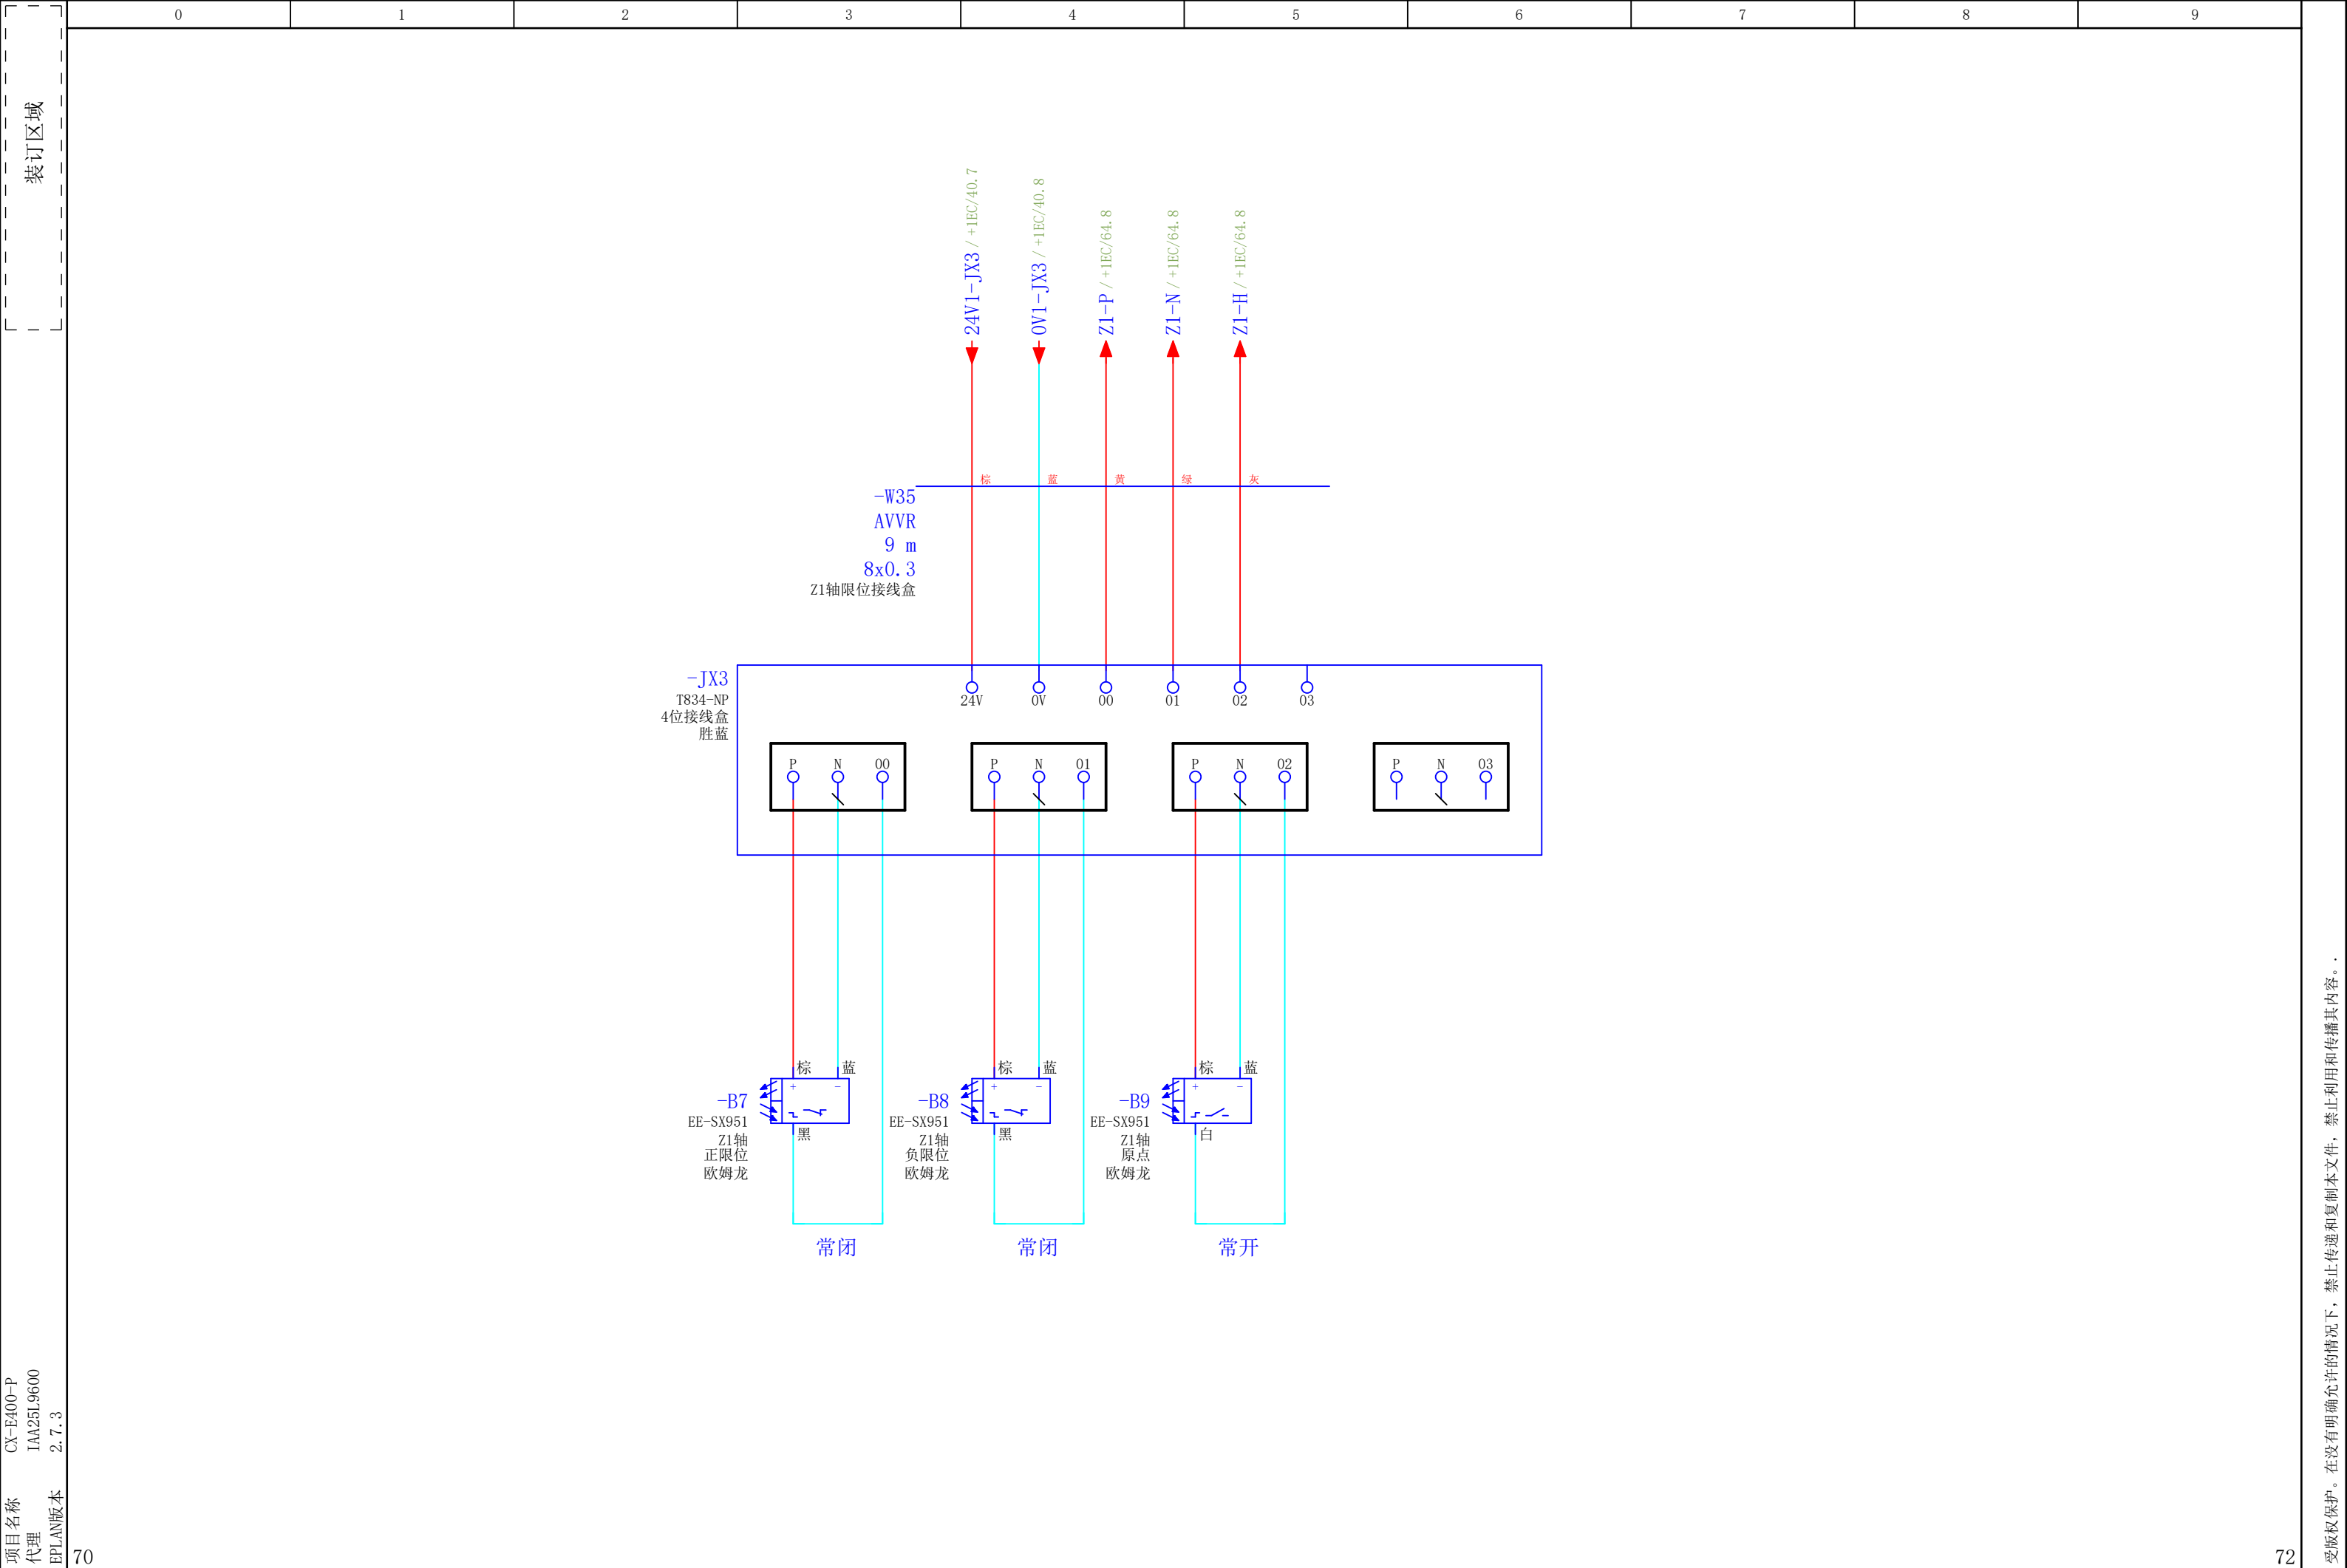 0 1 2 3 4 5 6 7 8 9
装订区域
24V1-JX3 / +1EC/40.7
0V1-JX3 / +1EC/40.8
Z1-P / +1EC/64.8
Z1-N / +1EC/64.8
Z1-H / +1EC/64.8
棕 蓝 黄 绿 灰
-W35
AVVR
9 m
8x0.3
Z1轴限位接线盒
-JX3
T834-NP
4位接线盒
胜蓝
24V 0V 00 01 02 03
P N 00 P N 01 P N 02 P N 03
棕 蓝 棕 蓝 棕 蓝
+ - + - + -
-B7
EE-SX951
Z1轴
正限位
欧姆龙
黑
-B8
EE-SX951
Z1轴
负限位
欧姆龙
黑
-B9
EE-SX951
Z1轴
原点
欧姆龙
白
常闭 常闭 常开
项目名称 CX-E400-P
代理 IAA25L9600
EPLAN版本 2.7.3
70
72
受版权保护。在没有明确允许的情况下，禁止传递和复制本文件，禁止利用和传播其内容。.